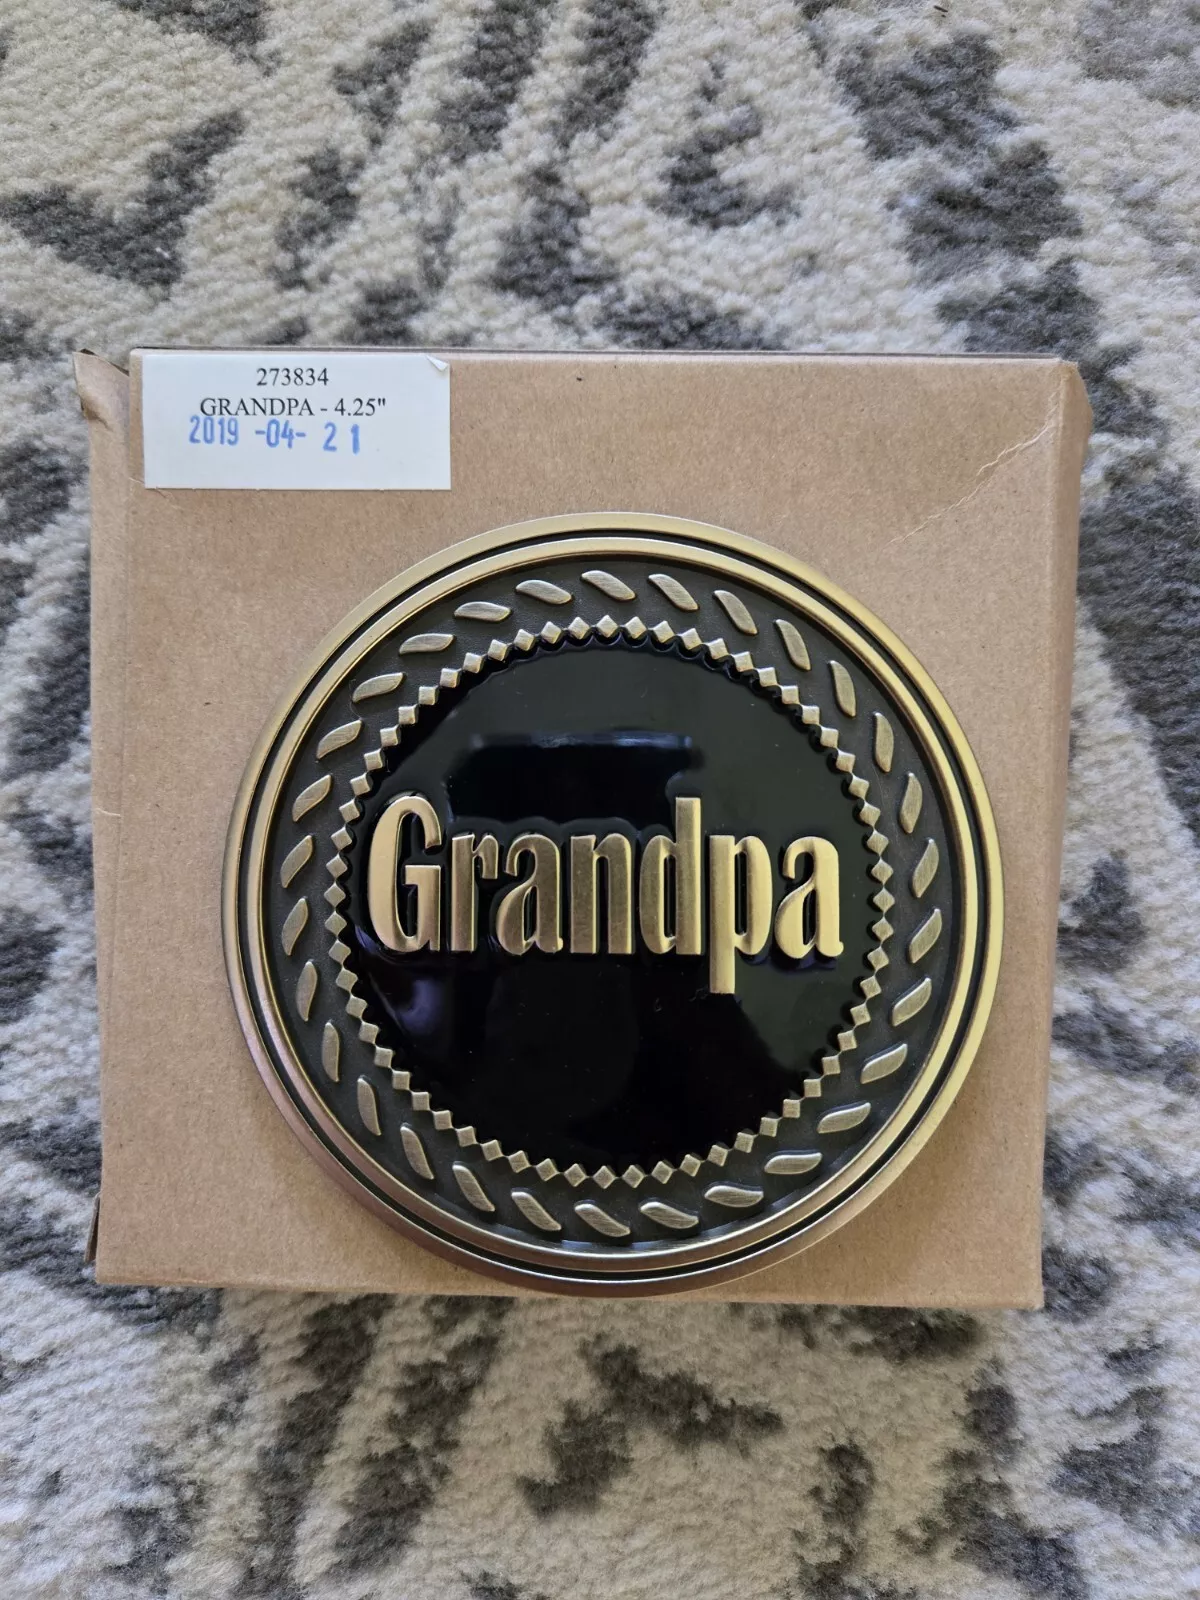 273834
GRANDPA - 4.25"
2019 -04- 21
Grandpa